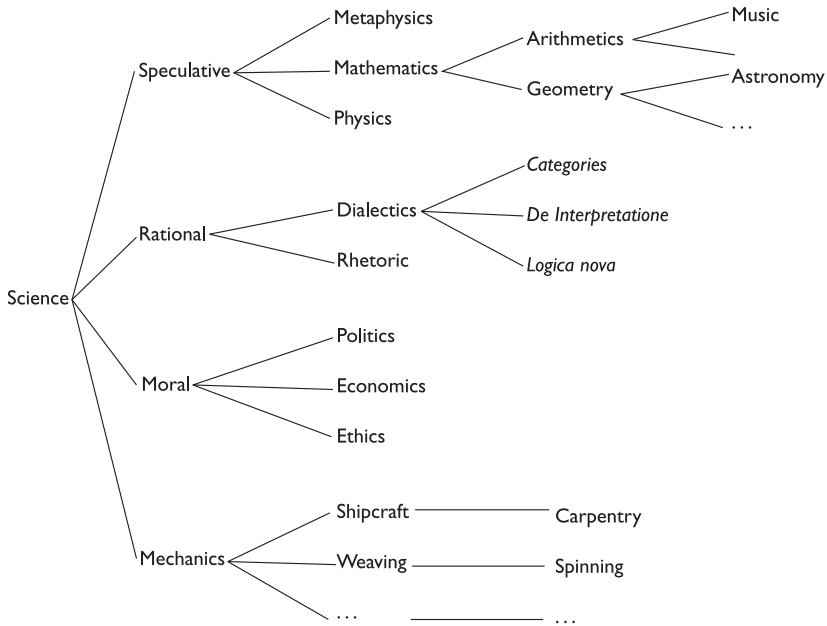 Science
Speculative
Metaphysics
Mathematics
Arithmetics
Music
Geometry
Astronomy
...
Physics
Rational
Dialectics
Categories
De Interpretatione
Logica nova
Rhetoric
Moral
Politics
Economics
Ethics
Mechanics
Shipcraft
Carpentry
Weaving
Spinning
...
...